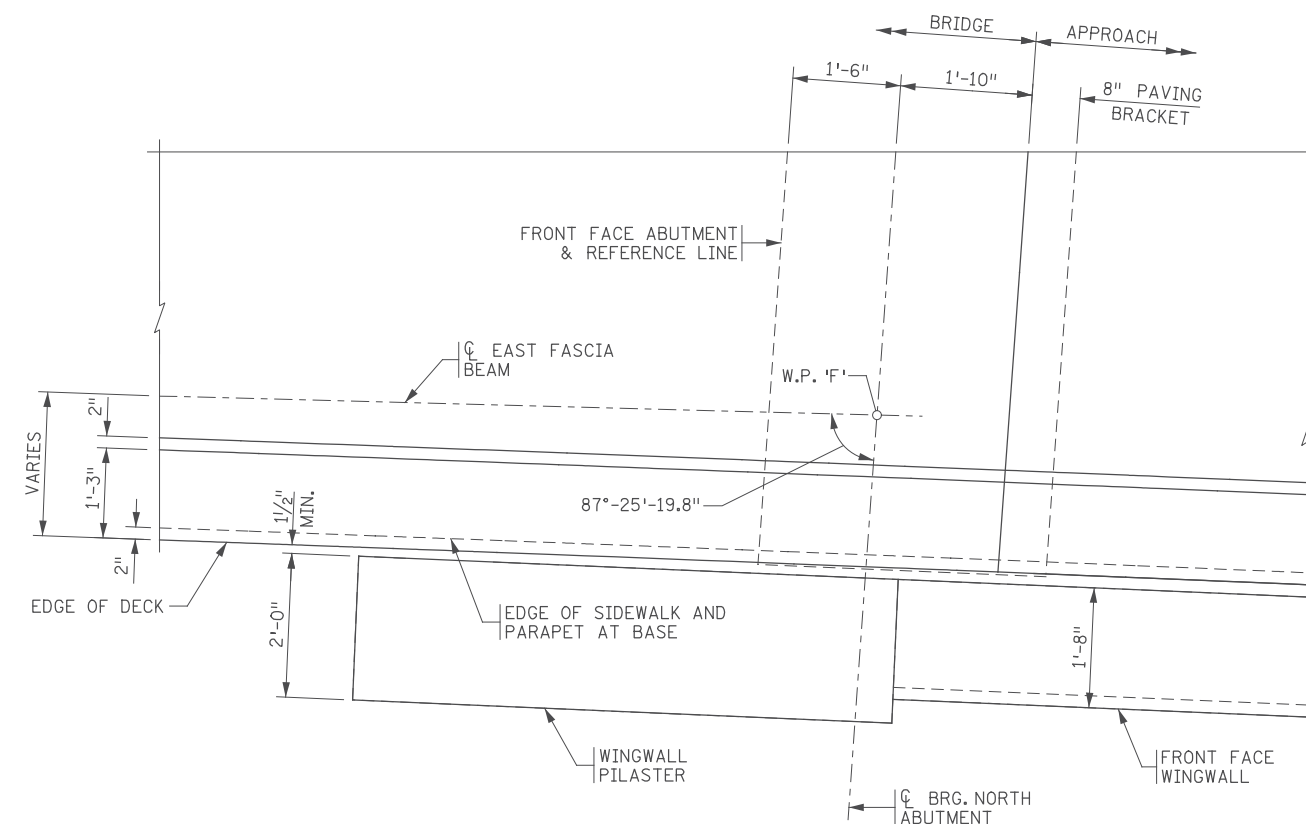 BRIDGE
APPROACH
1'-6"
1'-10"
8" PAVING
BRACKET
FRONT FACE ABUTMENT
& REFERENCE LINE
℄ EAST FASCIA
BEAM
W.P. 'F'
VARIES
2"
1'-3"
2"
1½"
MIN.
87°-25'-19.8"
EDGE OF DECK
2'-0"
EDGE OF SIDEWALK AND
PARAPET AT BASE
1'-8"
WINGWALL
PILASTER
FRONT FACE
WINGWALL
℄ BRG. NORTH
ABUTMENT